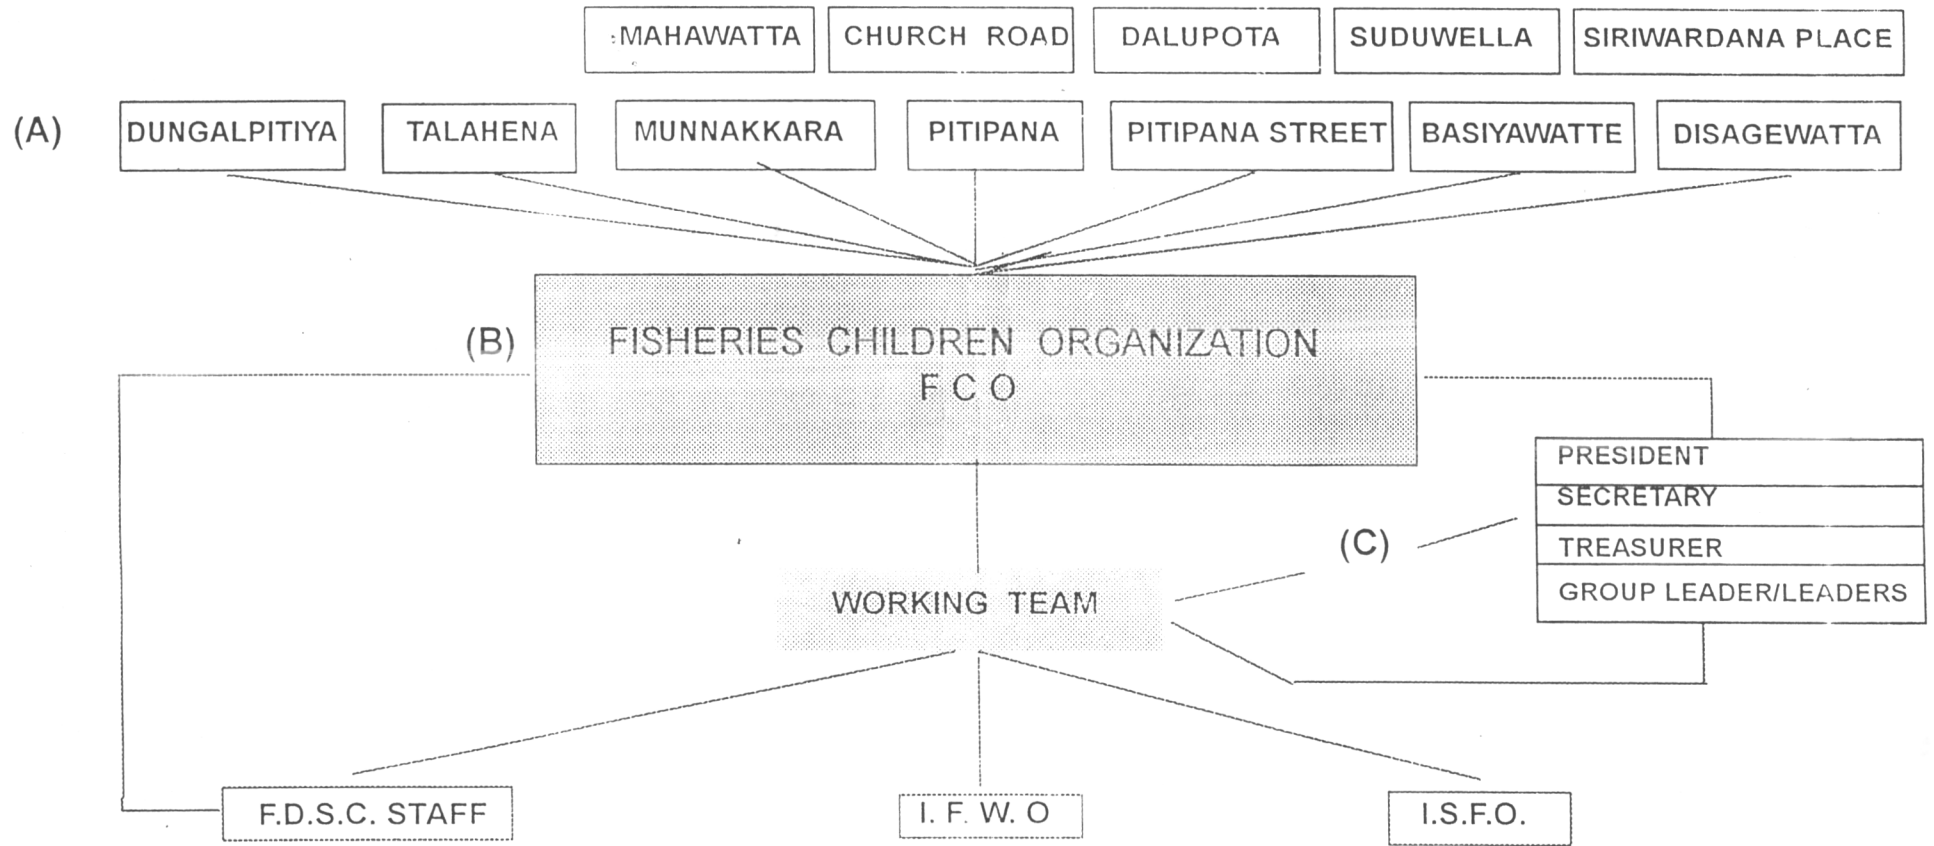 MAHAWATTA
CHURCH ROAD
DALUPOTA
SUDUWELLA
SIRIWARDANA PLACE
(A)
DUNGALPITIYA
TALAHENA
MUNNAKKARA
PITIPANA
PITIPANA STREET
BASIYAWATTE
DISAGEWATTA
(B)
FISHERIES CHILDREN ORGANIZATION
F C O
PRESIDENT
SECRETARY
TREASURER
GROUP LEADER/LEADERS
(C)
WORKING TEAM
F.D.S.C. STAFF
I. F. W. O
I.S.F.O.